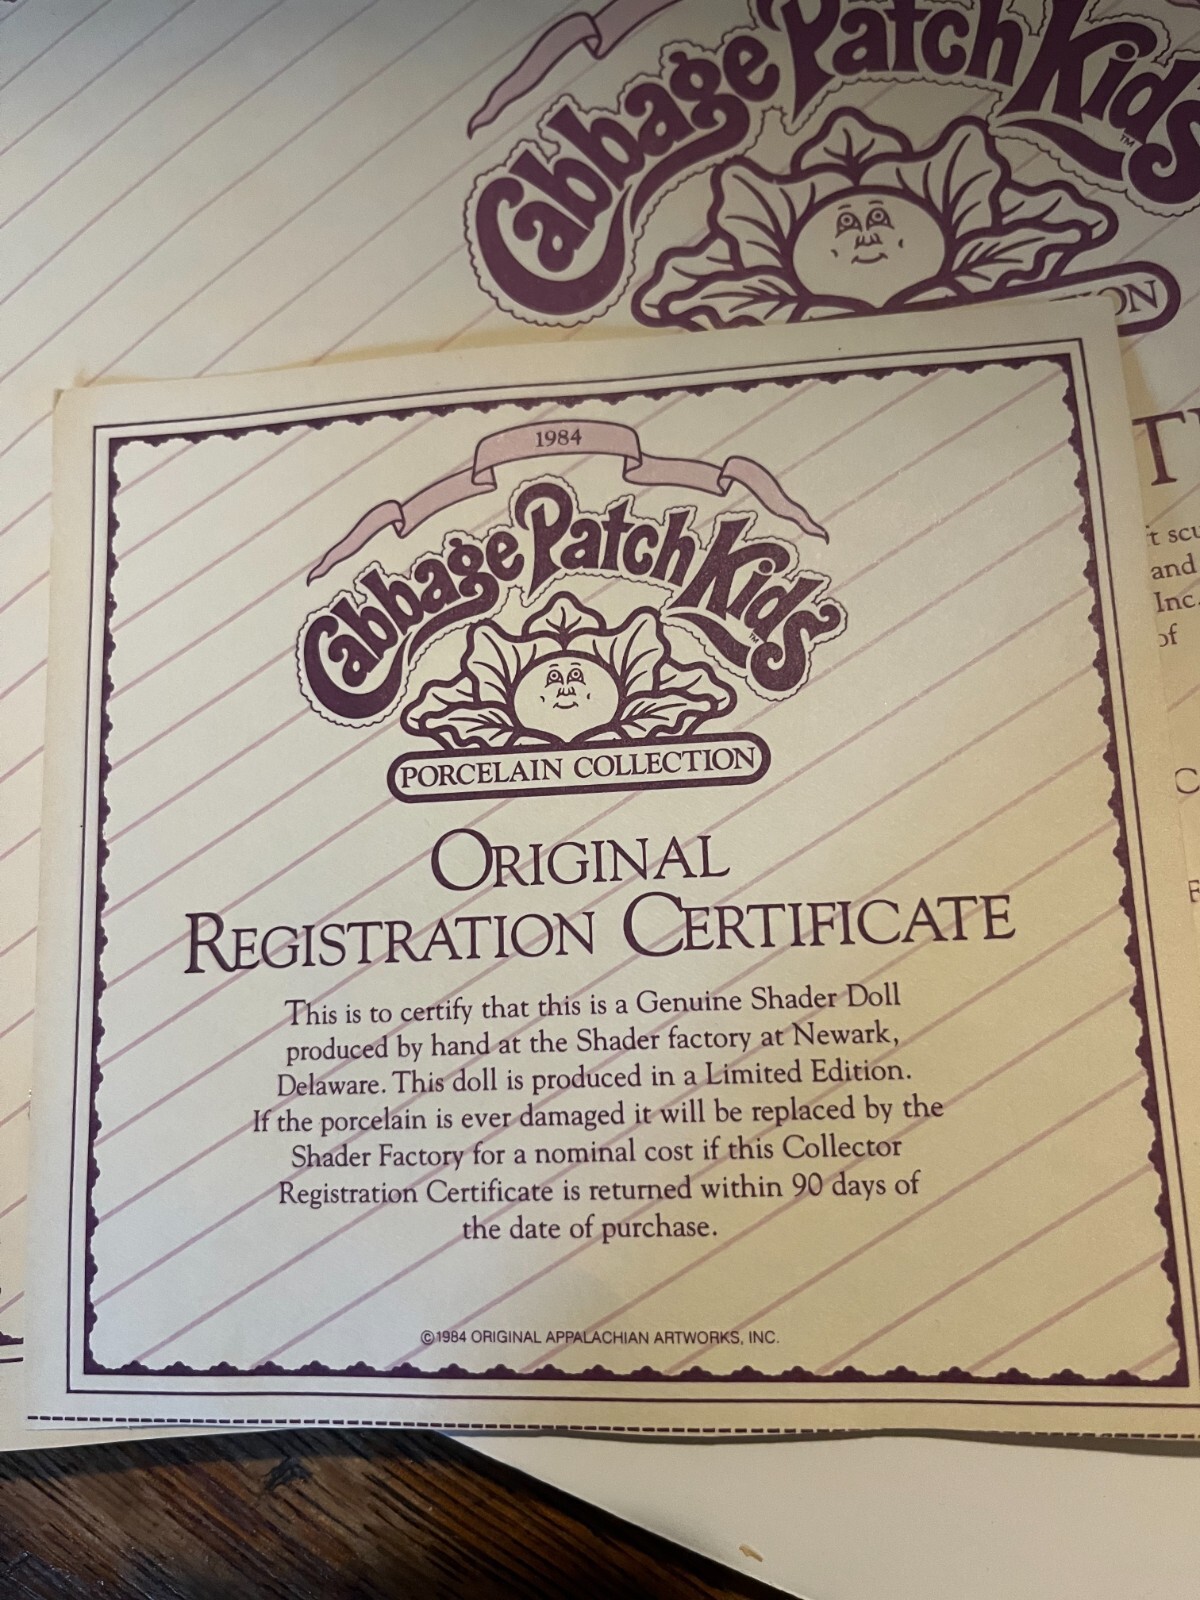 Cabbage Patch Kids
TM
ON
1984
Cabbage Patch Kids
TM
PORCELAIN COLLECTION
ORIGINAL
REGISTRATION CERTIFICATE
This is to certify that this is a Genuine Shader Doll
produced by hand at the Shader factory at Newark,
Delaware. This doll is produced in a Limited Edition.
If the porcelain is ever damaged it will be replaced by the
Shader Factory for a nominal cost if this Collector
Registration Certificate is returned within 90 days of
the date of purchase.
©1984 ORIGINAL APPALACHIAN ARTWORKS, INC.
and
Inc.
of